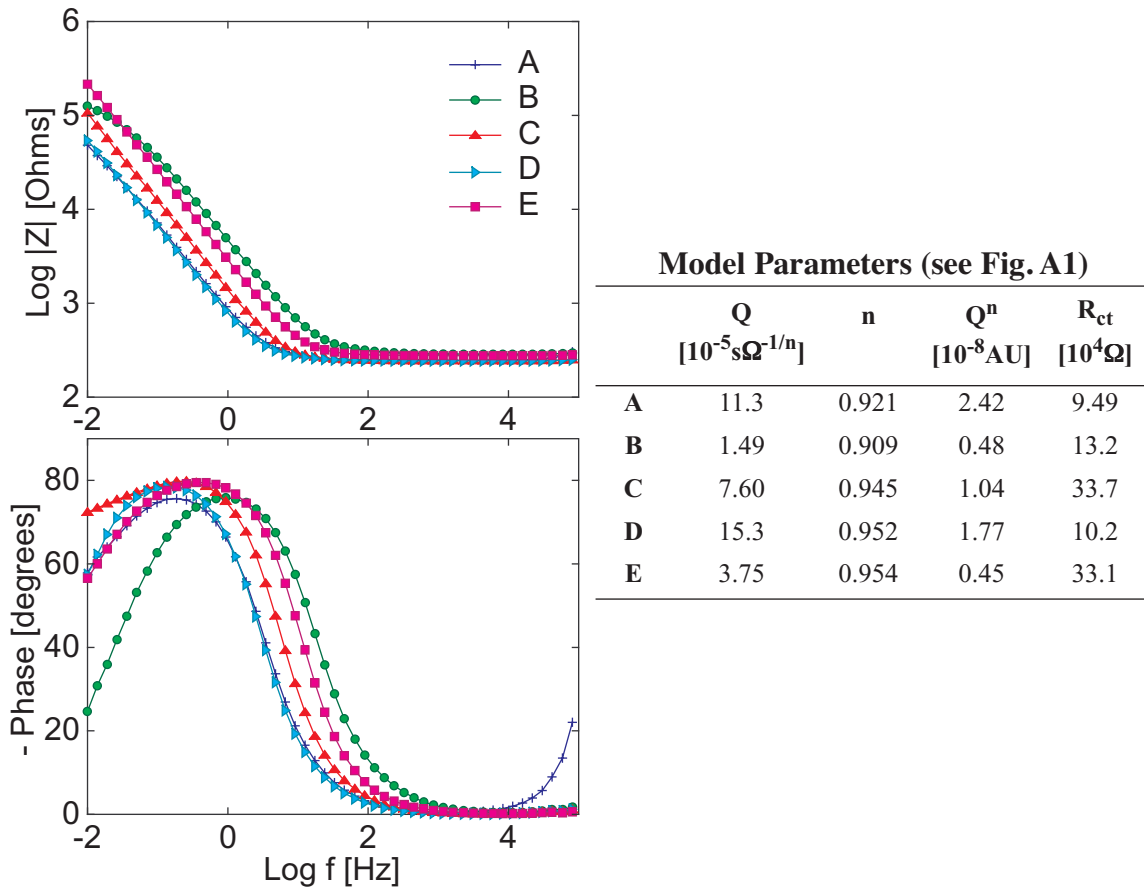 6
5
4
3
2
Log |Z| [Ohms]
A
B
C
D
E
-2 0 2 4
80
60
40
20
0
- Phase [degrees]
-2 0 2 4
Log f [Hz]
Model Parameters (see Fig. A1)
Q n Qⁿ R_ct
[10⁻⁵sΩ^-1/n] [10⁻⁸AU] [10⁴Ω]
A 11.3 0.921 2.42 9.49
B 1.49 0.909 0.48 13.2
C 7.60 0.945 1.04 33.7
D 15.3 0.952 1.77 10.2
E 3.75 0.954 0.45 33.1